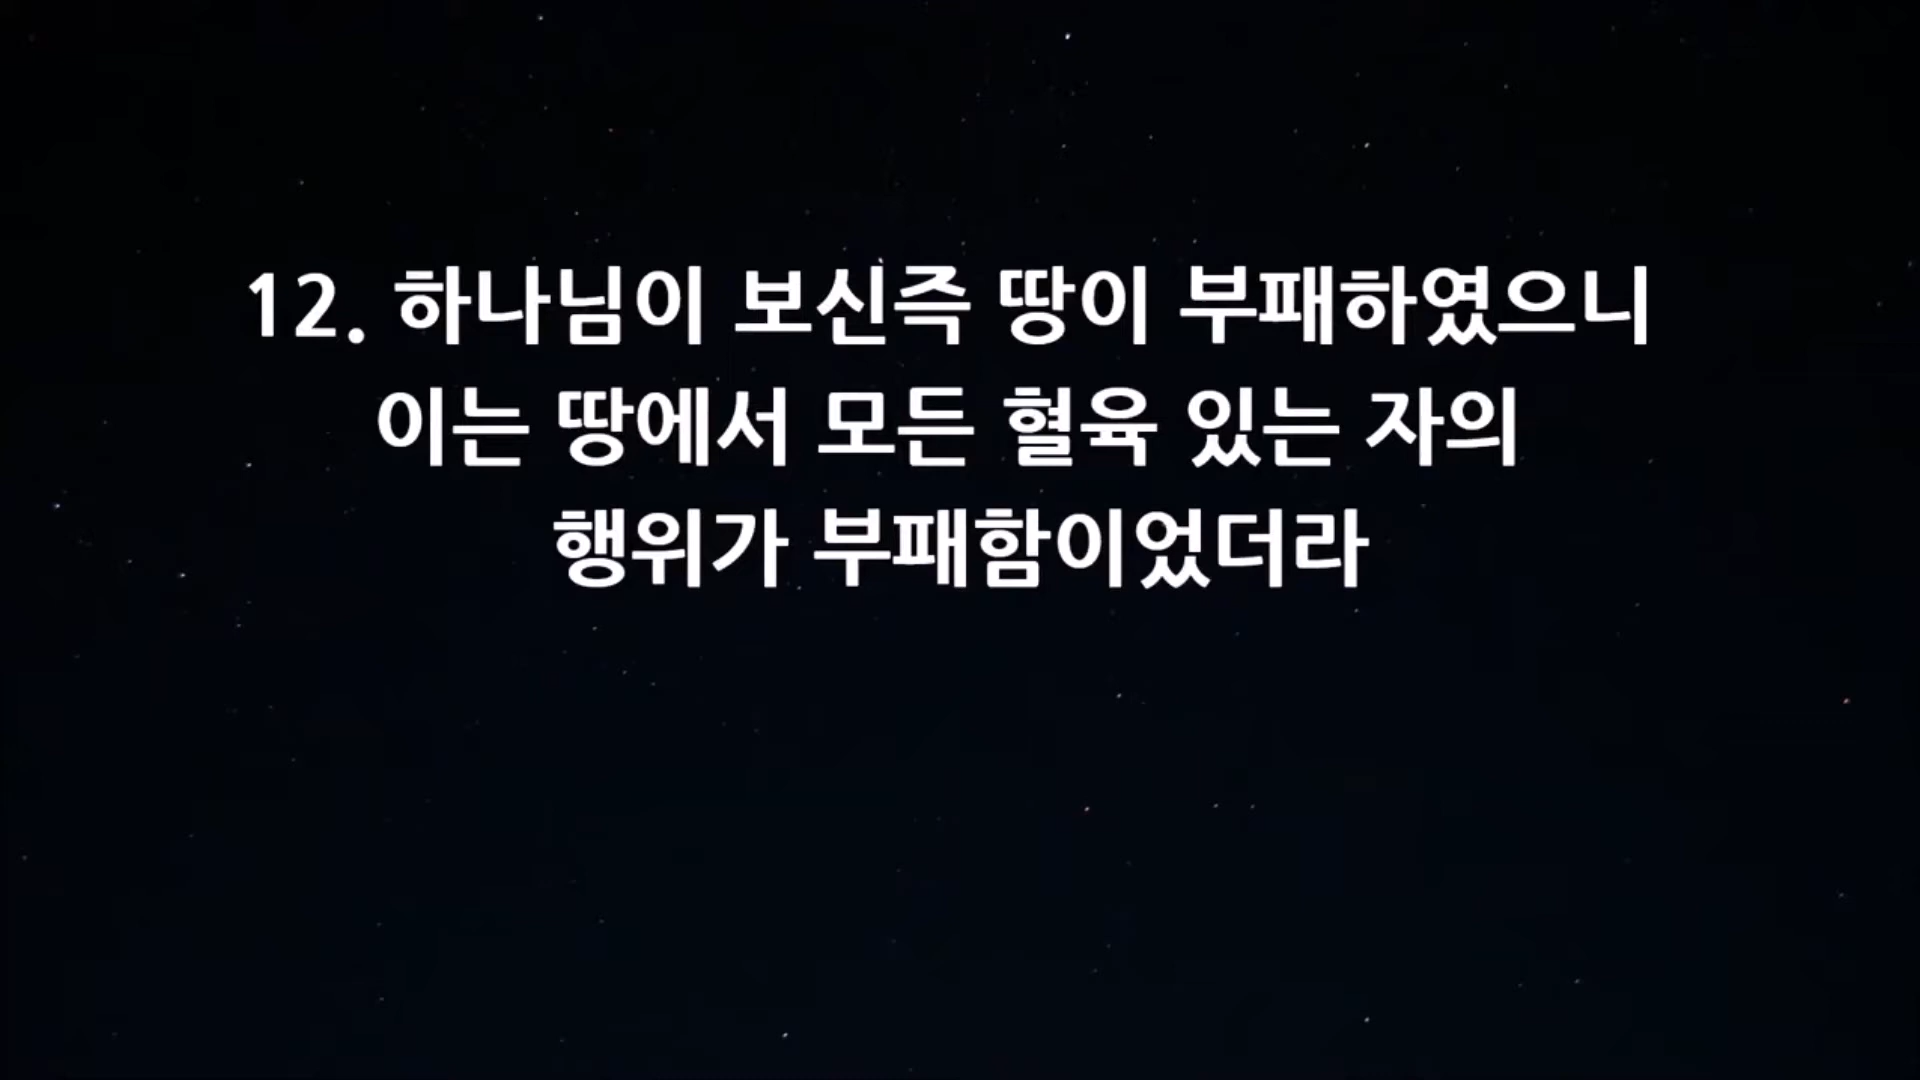 12. 하나님이 보신즉 땅이 부패하였으니
이는 땅에서 모든 혈육 있는 자의
행위가 부패함이었더라